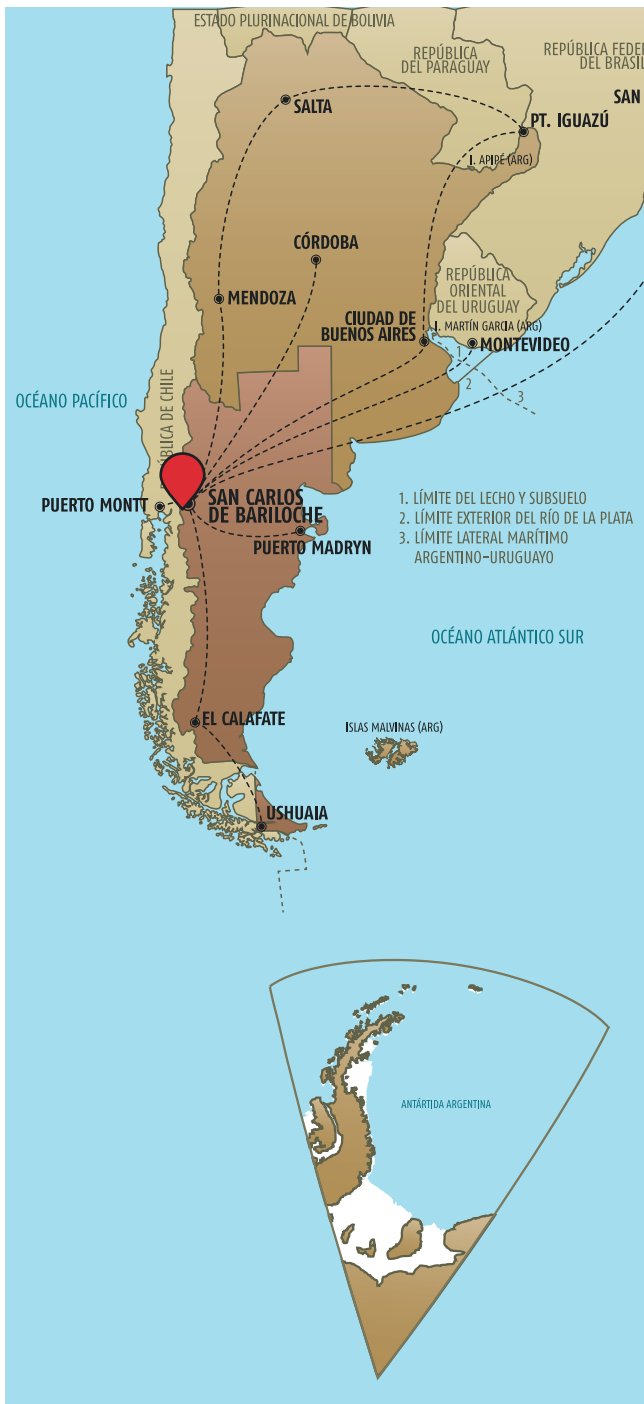 ESTADO PLURINACIONAL DE BOLIVIA
REPÚBLICA
DEL PARAGUAY
REPÚBLICA FEDE
DEL BRASIL
SAN
SALTA
PT. IGUAZÚ
I. APIPÉ (ARG)
CÓRDOBA
REPÚBLICA
ORIENTAL
DEL URUGUAY
MENDOZA
CIUDAD DE
BUENOS AIRES
I. MARTÍN GARCIA (ARG)
MONTEVIDEO
1
2
3
OCÉANO PACÍFICO
PÚBLICA DE CHILE
PUERTO MONTT
SAN CARLOS
DE BARILOCHE
PUERTO MADRYN
1. LÍMITE DEL LECHO Y SUBSUELO
2. LÍMITE EXTERIOR DEL RÍO DE LA PLATA
3. LÍMITE LATERAL MARÍTIMO
ARGENTINO-URUGUAYO
OCÉANO ATLÁNTICO SUR
EL CALAFATE
ISLAS MALVINAS (ARG)
USHUAIA
ANTÁRTIDA ARGENTINA